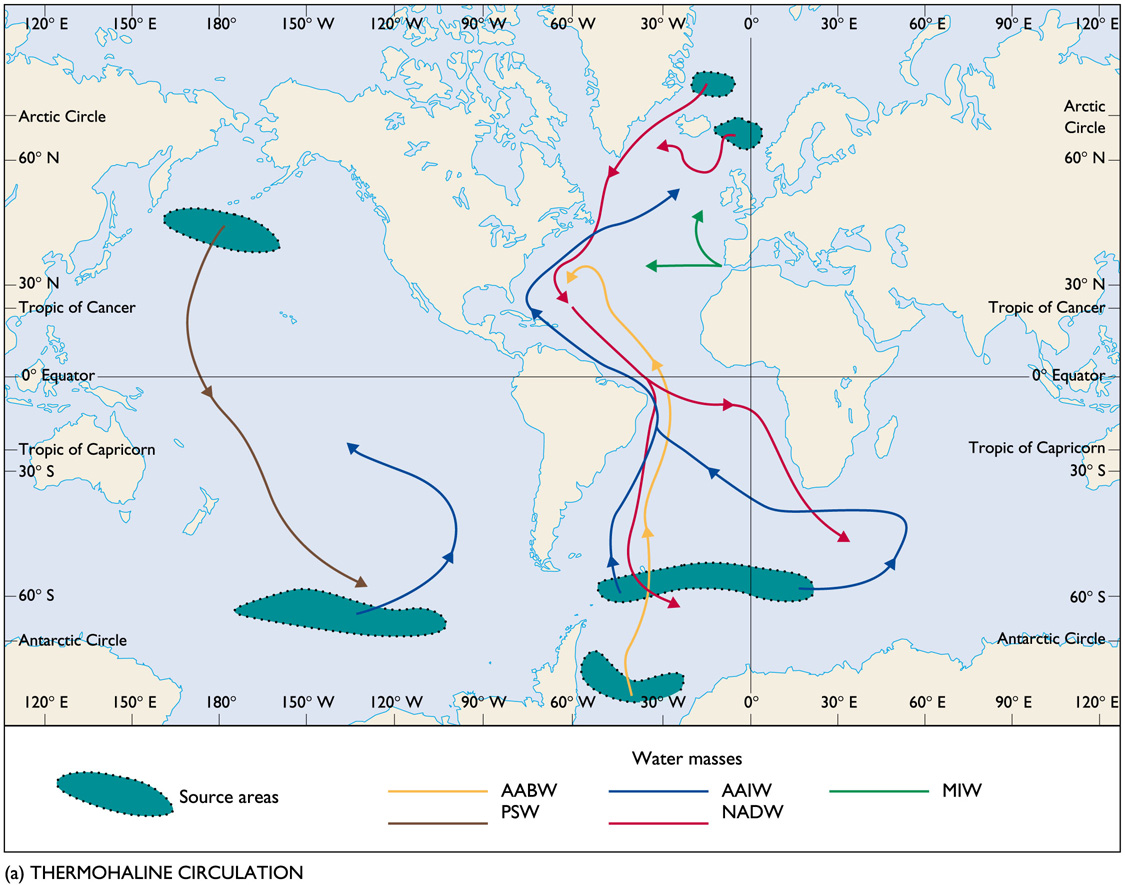 120° E 150° E 180° 150° W 120° W 90° W 60° W 30° W 0° 30° E 60° E 90° E 120° E
Arctic Circle
Arctic
Circle
60° N
60° N
30° N
30° N
Tropic of Cancer
Tropic of Cancer
0° Equator
0° Equator
Tropic of Capricorn
Tropic of Capricorn
30° S
30° S
60° S
60° S
Antarctic Circle
Antarctic Circle
120° E 150° E 180° 150° W 120° W 90° W 60° W 30° W 0° 30° E 60° E 90° E 120° E
Water masses
Source areas
AABW AAIW MIW
PSW NADW
(a) THERMOHALINE CIRCULATION